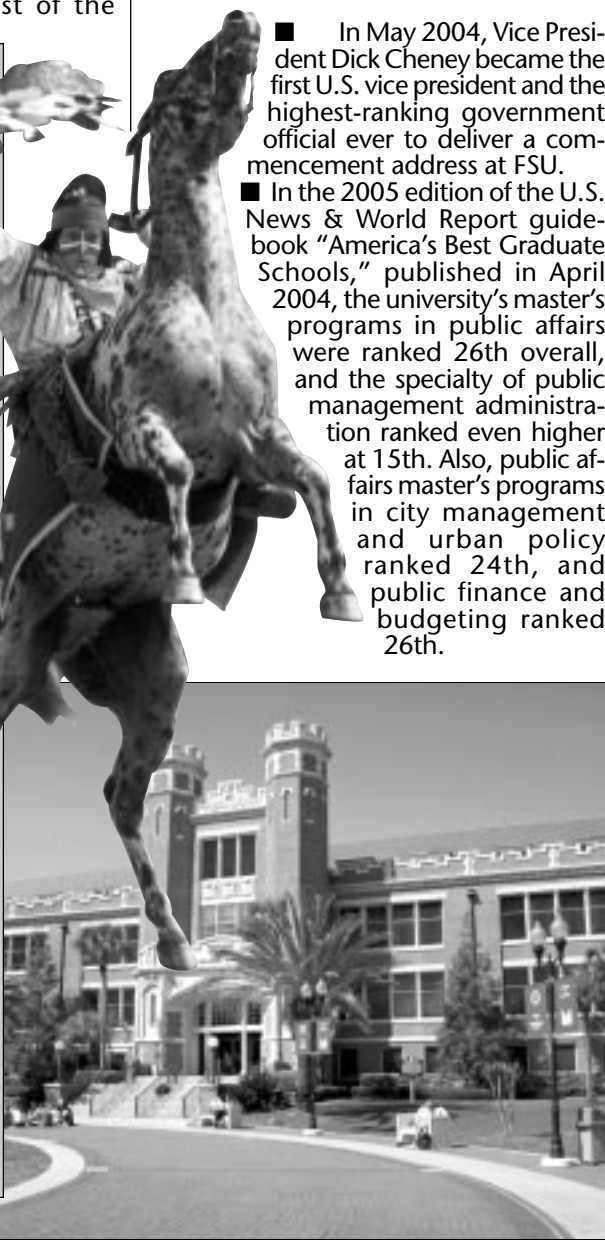 st of the
■ In May 2004, Vice Presi-
dent Dick Cheney became the
first U.S. vice president and the
highest-ranking government
official ever to deliver a com-
mencement address at FSU.
■ In the 2005 edition of the U.S.
News & World Report guide-
book “America’s Best Graduate
Schools,” published in April
2004, the university’s master’s
programs in public affairs
were ranked 26th overall,
and the specialty of public
management administra-
tion ranked even higher
at 15th. Also, public af-
fairs master’s programs
in city management
and urban policy
ranked 24th, and
public finance and
budgeting ranked
26th.